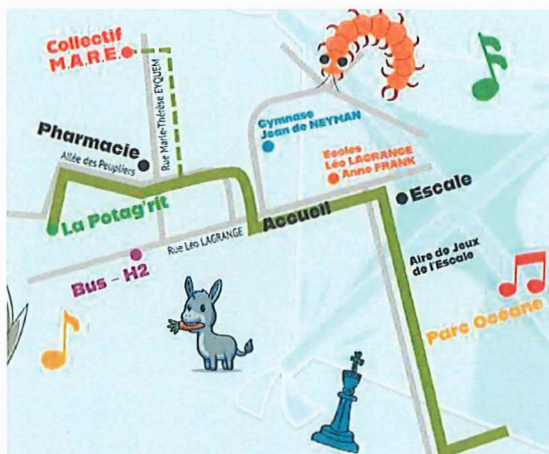 Collectif
M.A.R.E.
Rue Marie-Thérèse EYQUEM
Pharmacie
Allée des Peupliers
Gymnase
Jean de NEYMAN
Ecoles
Léo LAGRANGE
Anne FRANK
Escale
La Potag'rit
Accueil
Rue Léo LAGRANGE
Bus - H2
Aire de Jeux
de l'Escale
Parc Océane